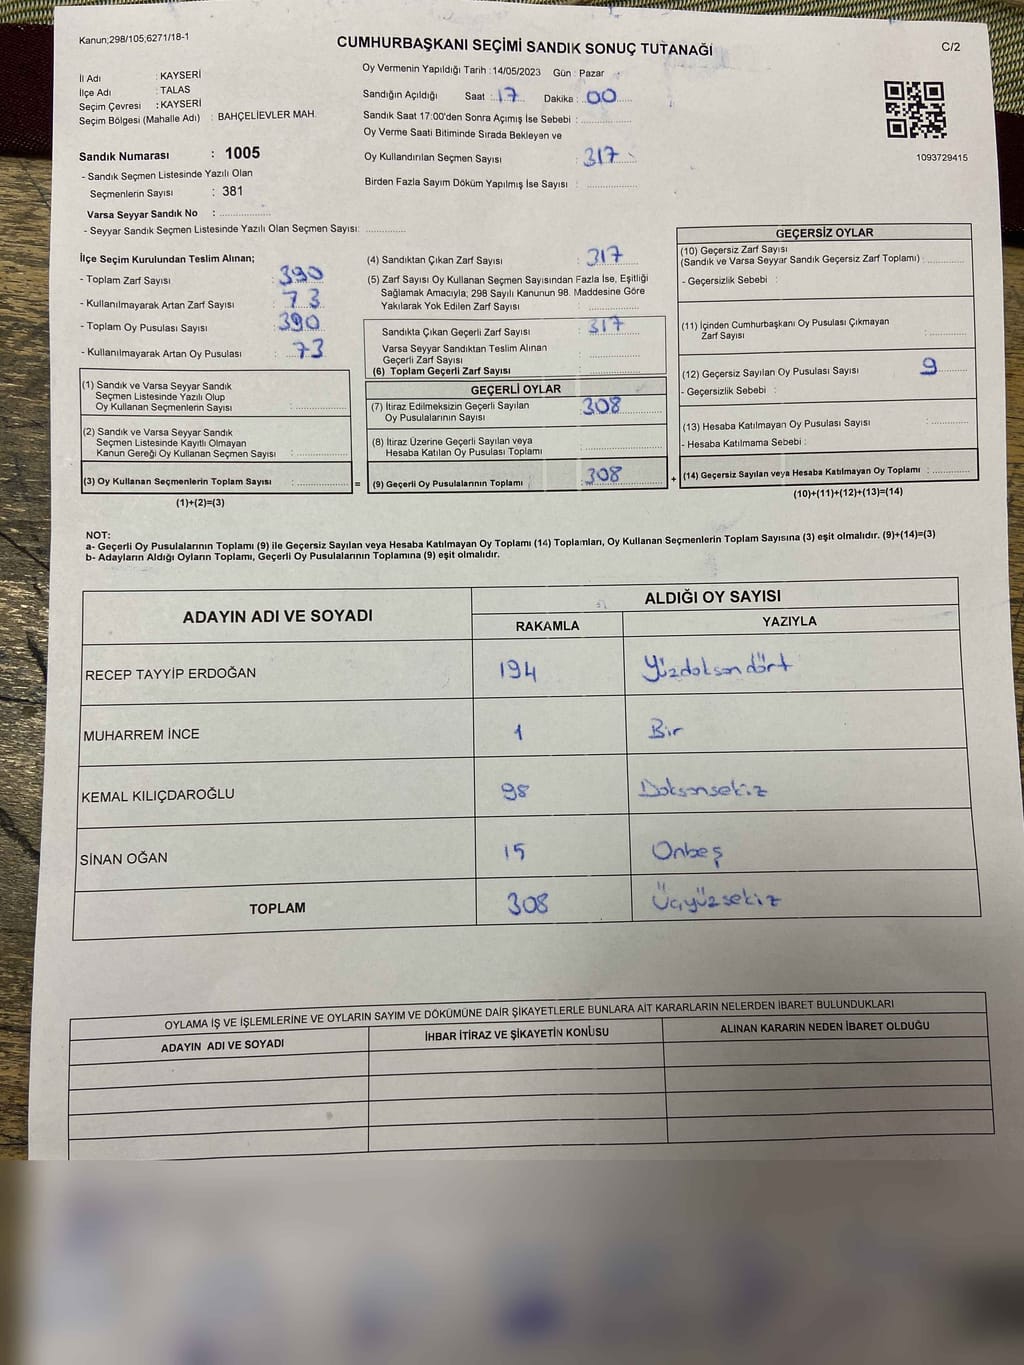 Kanun;298/105;6271/18-1
CUMHURBAŞKANI SEÇİMİ SANDIK SONUÇ TUTANAĞI
C/2
İl Adı : KAYSERİ
İlçe Adı : TALAS
Seçim Çevresi : KAYSERİ
Seçim Bölgesi (Mahalle Adı) : BAHÇELİEVLER MAH.
Sandık Numarası : 1005
- Sandık Seçmen Listesinde Yazılı Olan
Seçmenlerin Sayısı : 381
Varsa Seyyar Sandık No : ..................
- Seyyar Sandık Seçmen Listesinde Yazılı Olan Seçmen Sayısı: ............
Oy Vermenin Yapıldığı Tarih : 14/05/2023 Gün : Pazar
Sandığın Açıldığı Saat : 17 Dakika : 00
Sandık Saat 17:00'den Sonra Açımış İse Sebebi : ..................
Oy Verme Saati Bitiminde Sırada Bekleyen ve
Oy Kullandırılan Seçmen Sayısı : 317
Birden Fazla Sayım Döküm Yapılmış İse Sayısı : ..................
1093729415
İlçe Seçim Kurulundan Teslim Alınan;
- Toplam Zarf Sayısı : 390
- Kullanılmayarak Artan Zarf Sayısı : 73
- Toplam Oy Pusulası Sayısı : 390
- Kullanılmayarak Artan Oy Pusulası : 73
(1) Sandık ve Varsa Seyyar Sandık
Seçmen Listesinde Yazılı Olup
Oy Kullanan Seçmenlerin Sayısı : ..................
(2) Sandık ve Varsa Seyyar Sandık
Seçmen Listesinde Kayıtlı Olmayan
Kanun Gereği Oy Kullanan Seçmen Sayısı : ..................
(3) Oy Kullanan Seçmenlerin Toplam Sayısı : .................. =
(1)+(2)=(3)
(4) Sandıktan Çıkan Zarf Sayısı : 317
(5) Zarf Sayısı Oy Kullanan Seçmen Sayısından Fazla İse, Eşitliği
Sağlamak Amacıyla, 298 Sayılı Kanunun 98. Maddesine Göre
Yakılarak Yok Edilen Zarf Sayısı : ..................
Sandıkta Çıkan Geçerli Zarf Sayısı : 317
Varsa Seyyar Sandıktan Teslim Alınan
Geçerli Zarf Sayısı : ..................
(6) Toplam Geçerli Zarf Sayısı : ..................
GEÇERLİ OYLAR
(7) İtiraz Edilmeksizin Geçerli Sayılan
Oy Pusulalarının Sayısı : 308
(8) İtiraz Üzerine Geçerli Sayılan veya
Hesaba Katılan Oy Pusulası Toplamı : ..................
(9) Geçerli Oy Pusulalarının Toplamı : 308 +
GEÇERSİZ OYLAR
(10) Geçersiz Zarf Sayısı
(Sandık ve Varsa Seyyar Sandık Geçersiz Zarf Toplamı) : ............
- Geçersizlik Sebebi :
(11) İçinden Cumhurbaşkanı Oy Pusulası Çıkmayan
Zarf Sayısı : ............
(12) Geçersiz Sayılan Oy Pusulası Sayısı : 9
- Geçersizlik Sebebi :
(13) Hesaba Katılmayan Oy Pusulası Sayısı : ............
- Hesaba Katılmama Sebebi :
(14) Geçersiz Sayılan veya Hesaba Katılmayan Oy Toplamı : ............
(10)+(11)+(12)+(13)=(14)
NOT:
a- Geçerli Oy Pusulalarının Toplamı (9) ile Geçersiz Sayılan veya Hesaba Katılmayan Oy Toplamı (14) Toplamları, Oy Kullanan Seçmenlerin Toplam Sayısına (3) eşit olmalıdır. (9)+(14)=(3)
b- Adayların Aldığı Oyların Toplamı, Geçerli Oy Pusulalarının Toplamına (9) eşit olmalıdır.
ADAYIN ADI VE SOYADI ALDIĞI OY SAYISI
RAKAMLA YAZIYLA
RECEP TAYYİP ERDOĞAN 194 Yüzdoksandört
MUHARREM İNCE 1 Bir
KEMAL KILIÇDAROĞLU 98 Doksansekiz
SİNAN OĞAN 15 Onbeş
TOPLAM 308 Üçyüzsekiz
OYLAMA İŞ VE İŞLEMLERİNE VE OYLARIN SAYIM VE DÖKÜMÜNE DAİR ŞİKAYETLERLE BUNLARA AİT KARARLARIN NELERDEN İBARET BULUNDUKLARI
ADAYIN ADI VE SOYADI İHBAR İTİRAZ VE ŞİKAYETİN KONUSU ALINAN KARARIN NEDEN İBARET OLDUĞU